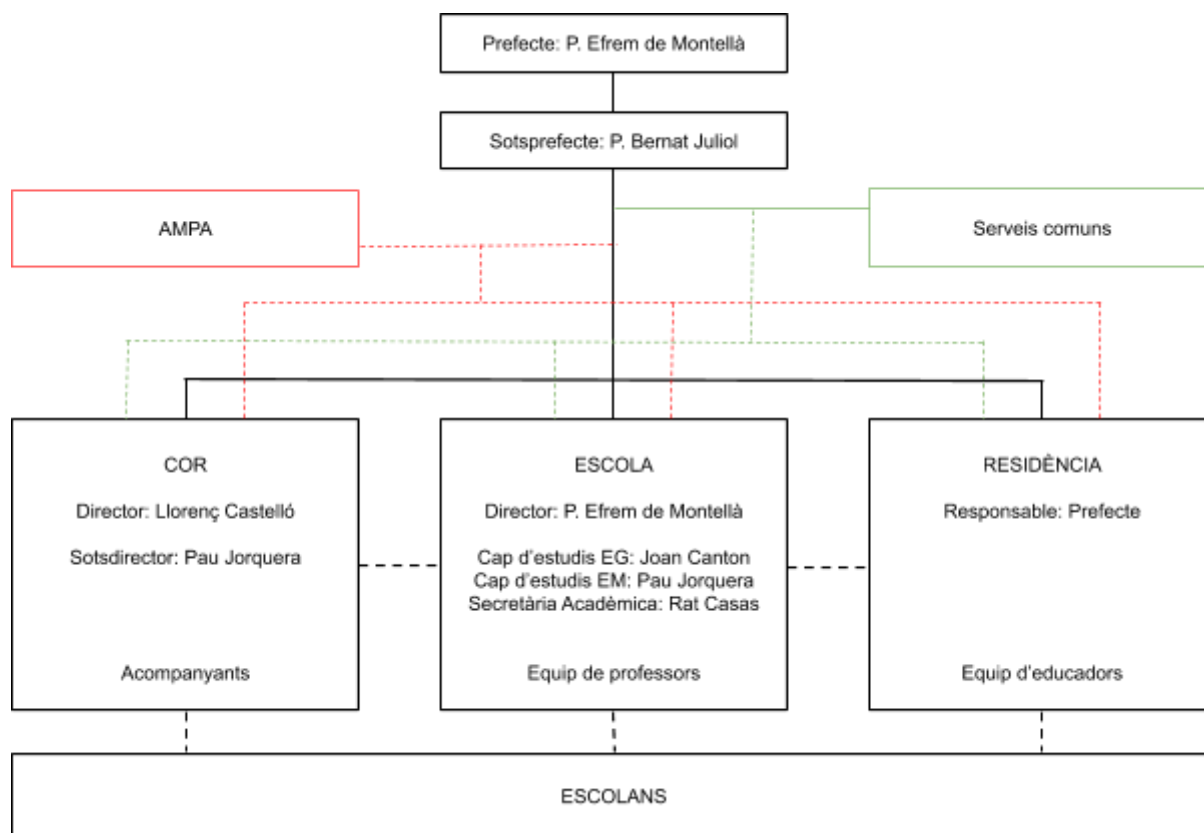 Prefecte: P. Efrem de Montellà
Sotsprefecte: P. Bernat Juliol
AMPA
Serveis comuns
COR
Director: Llorenç Castelló
Sotsdirector: Pau Jorquera
Acompanyants
ESCOLA
Director: P. Efrem de Montellà
Cap d'estudis EG: Joan Canton
Cap d'estudis EM: Pau Jorquera
Secretària Acadèmica: Rat Casas
Equip de professors
RESIDÈNCIA
Responsable: Prefecte
Equip d'educadors
ESCOLANS